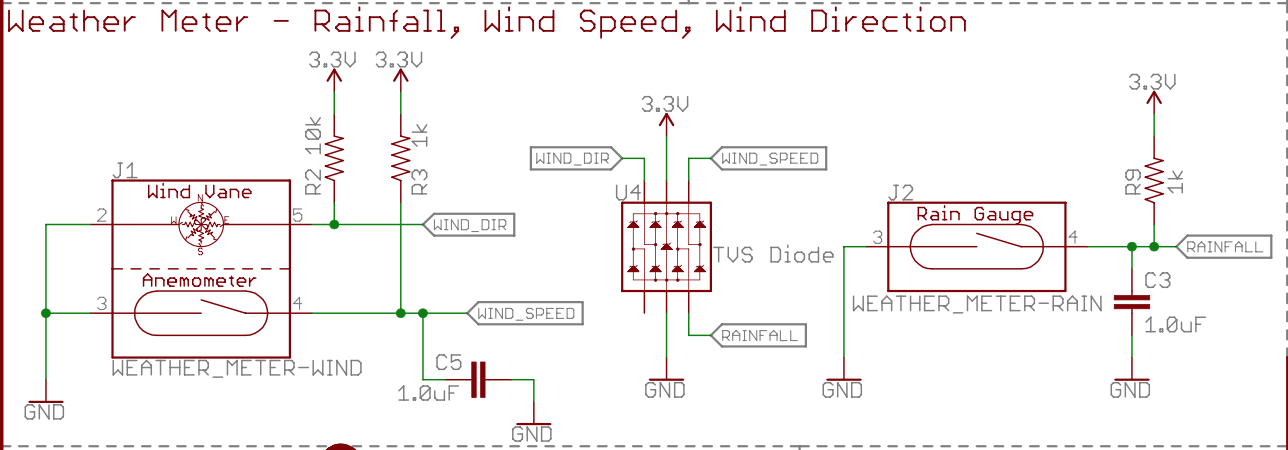 Weather Meter - Rainfall, Wind Speed, Wind Direction
3.3V
3.3V
R2 10k
R3 1k
J1
Wind Vane
N
W
E
S
2
5
WIND_DIR
Anemometer
3
4
WIND_SPEED
WEATHER_METER-WIND
C5
1.0uF
GND
GND
3.3V
WIND_DIR
WIND_SPEED
U4
TVS Diode
RAINFALL
GND
3.3V
R9
1k
J2
Rain Gauge
3
4
RAINFALL
WEATHER_METER-RAIN
C3
1.0uF
GND
GND